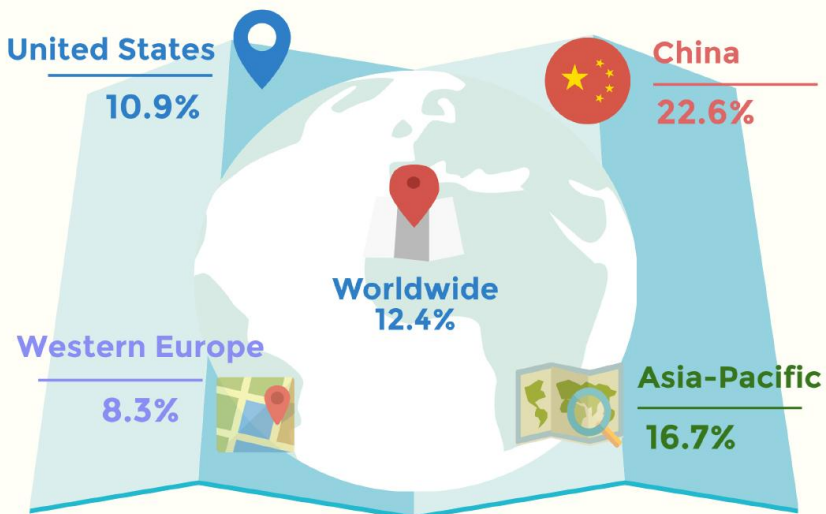 United States
10.9%
China
22.6%
Worldwide
12.4%
Western Europe
8.3%
Asia-Pacific
16.7%